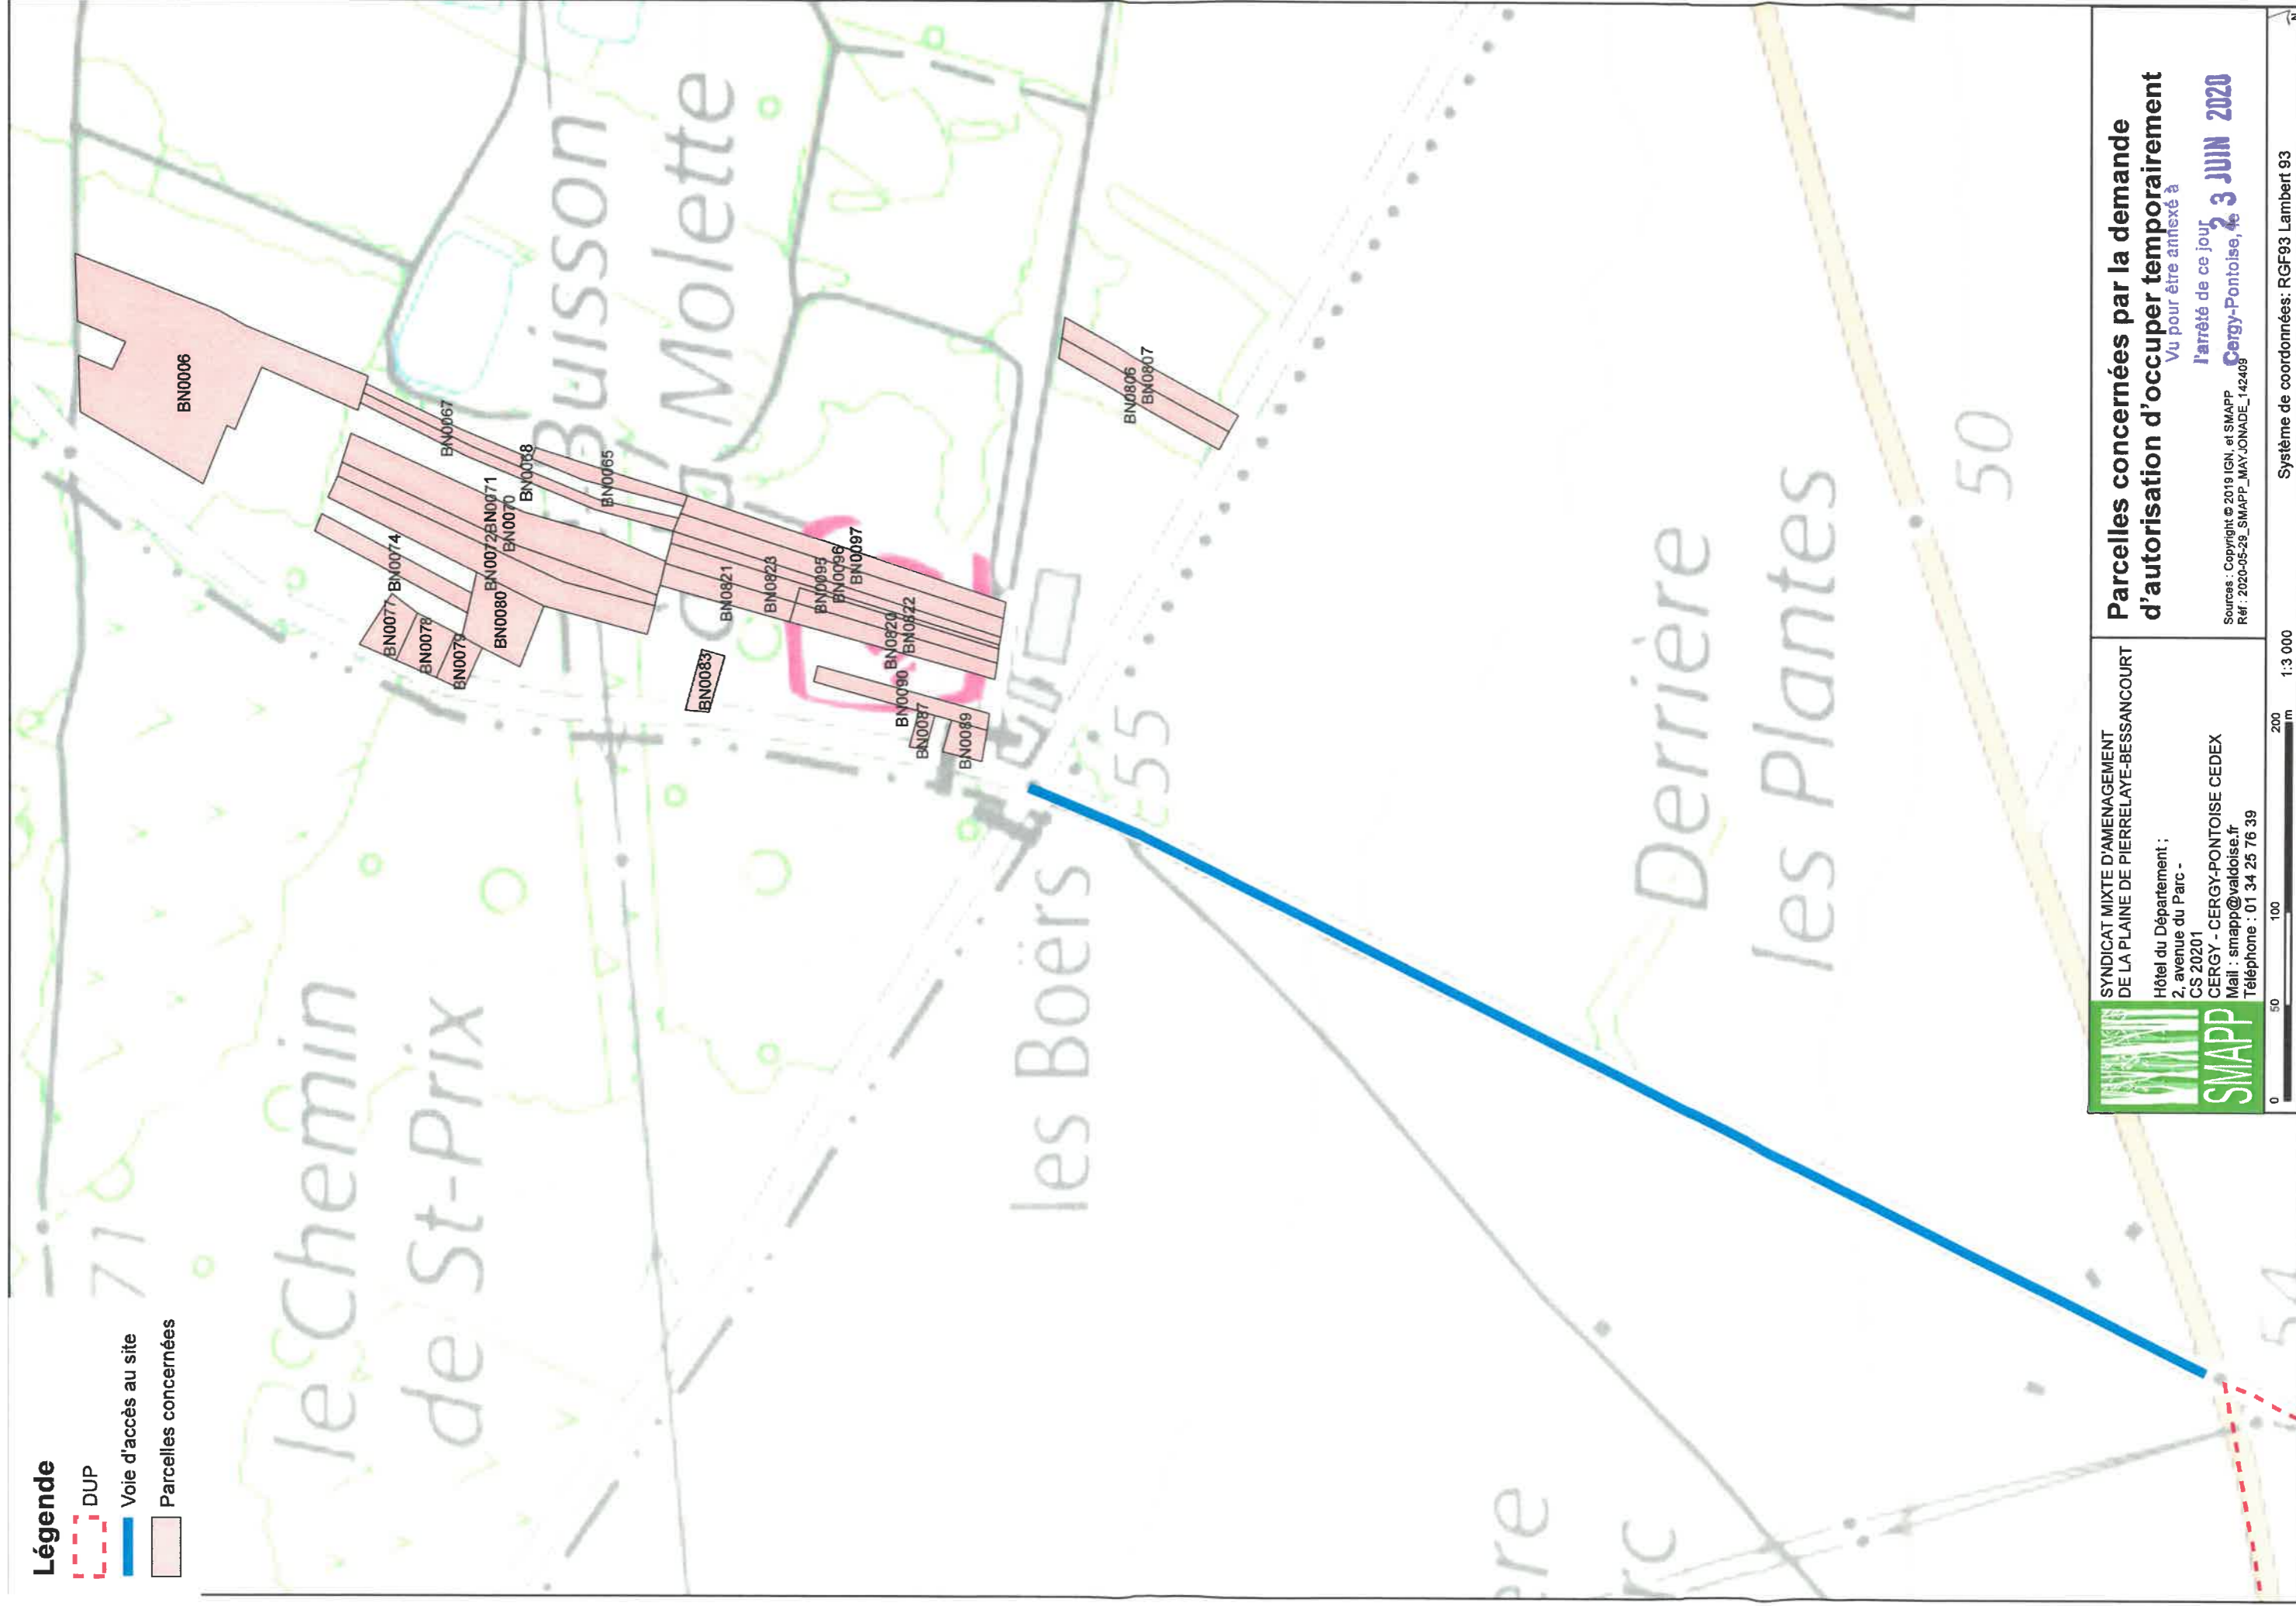 Légende
DUP
Voie d'accès au site
Parcelles concernées
71
le Chemin
de St-Prix
Buisson
Molette
les Boërs
55
Derrière
les Plantes
50
54
ere
rc
BN0006
BN0067
BN0068
BN0065
BN0071
BN0070
BN0072
BN0074
BN0077
BN0078
BN0079
BN0080
BN0083
BN0821
BN0823
BN0095
BN0096
BN0097
BN0820
BN0822
BN0090
BN0087
BN0089
BN0806
BN0807
SMAPP
SYNDICAT MIXTE D'AMENAGEMENT
DE LA PLAINE DE PIERRELAYE-BESSANCOURT
Hôtel du Département ;
2, avenue du Parc -
CS 20201
CERGY - CERGY-PONTOISE CEDEX
Mail : smapp@valdoise.fr
Téléphone : 01 34 25 76 39
Parcelles concernées par la demande
d'autorisation d'occuper temporairement
Vu pour être annexé à
l'arrêté de ce jour
Cergy-Pontoise, le 23 JUIN 2020
Sources : Copyright © 2019 IGN, et SMAPP
Réf : 2020-05-29_SMAPP_MAYJONADE_142409
0 50 100 200
m
1:3 000
Système de coordonnées: RGF93 Lambert 93
N